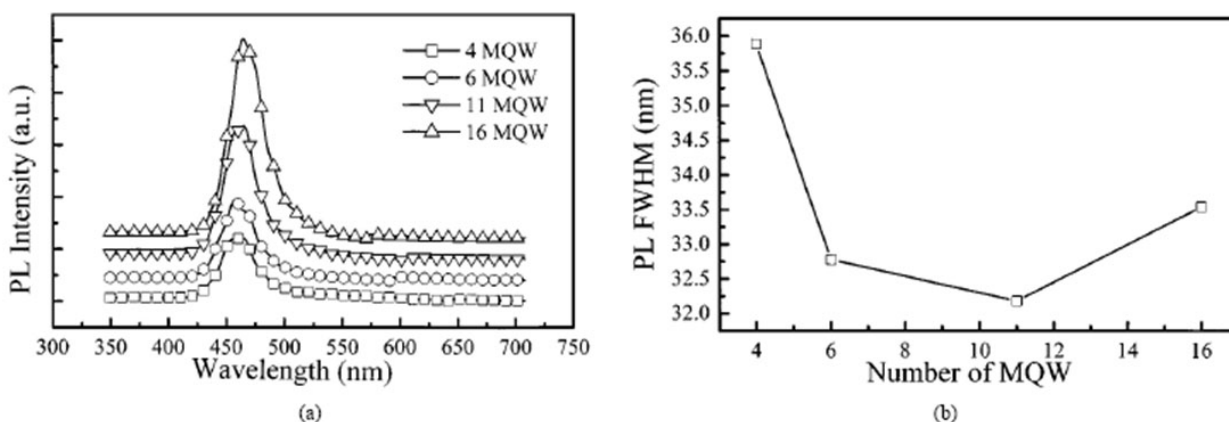 PL Intensity (a.u.)
4 MQW
6 MQW
11 MQW
16 MQW
300 350 400 450 500 550 600 650 700 750
Wavelength (nm)
(a)
PL FWHM (nm)
36.0
35.5
35.0
34.5
34.0
33.5
33.0
32.5
32.0
4 6 8 10 12 14 16
Number of MQW
(b)